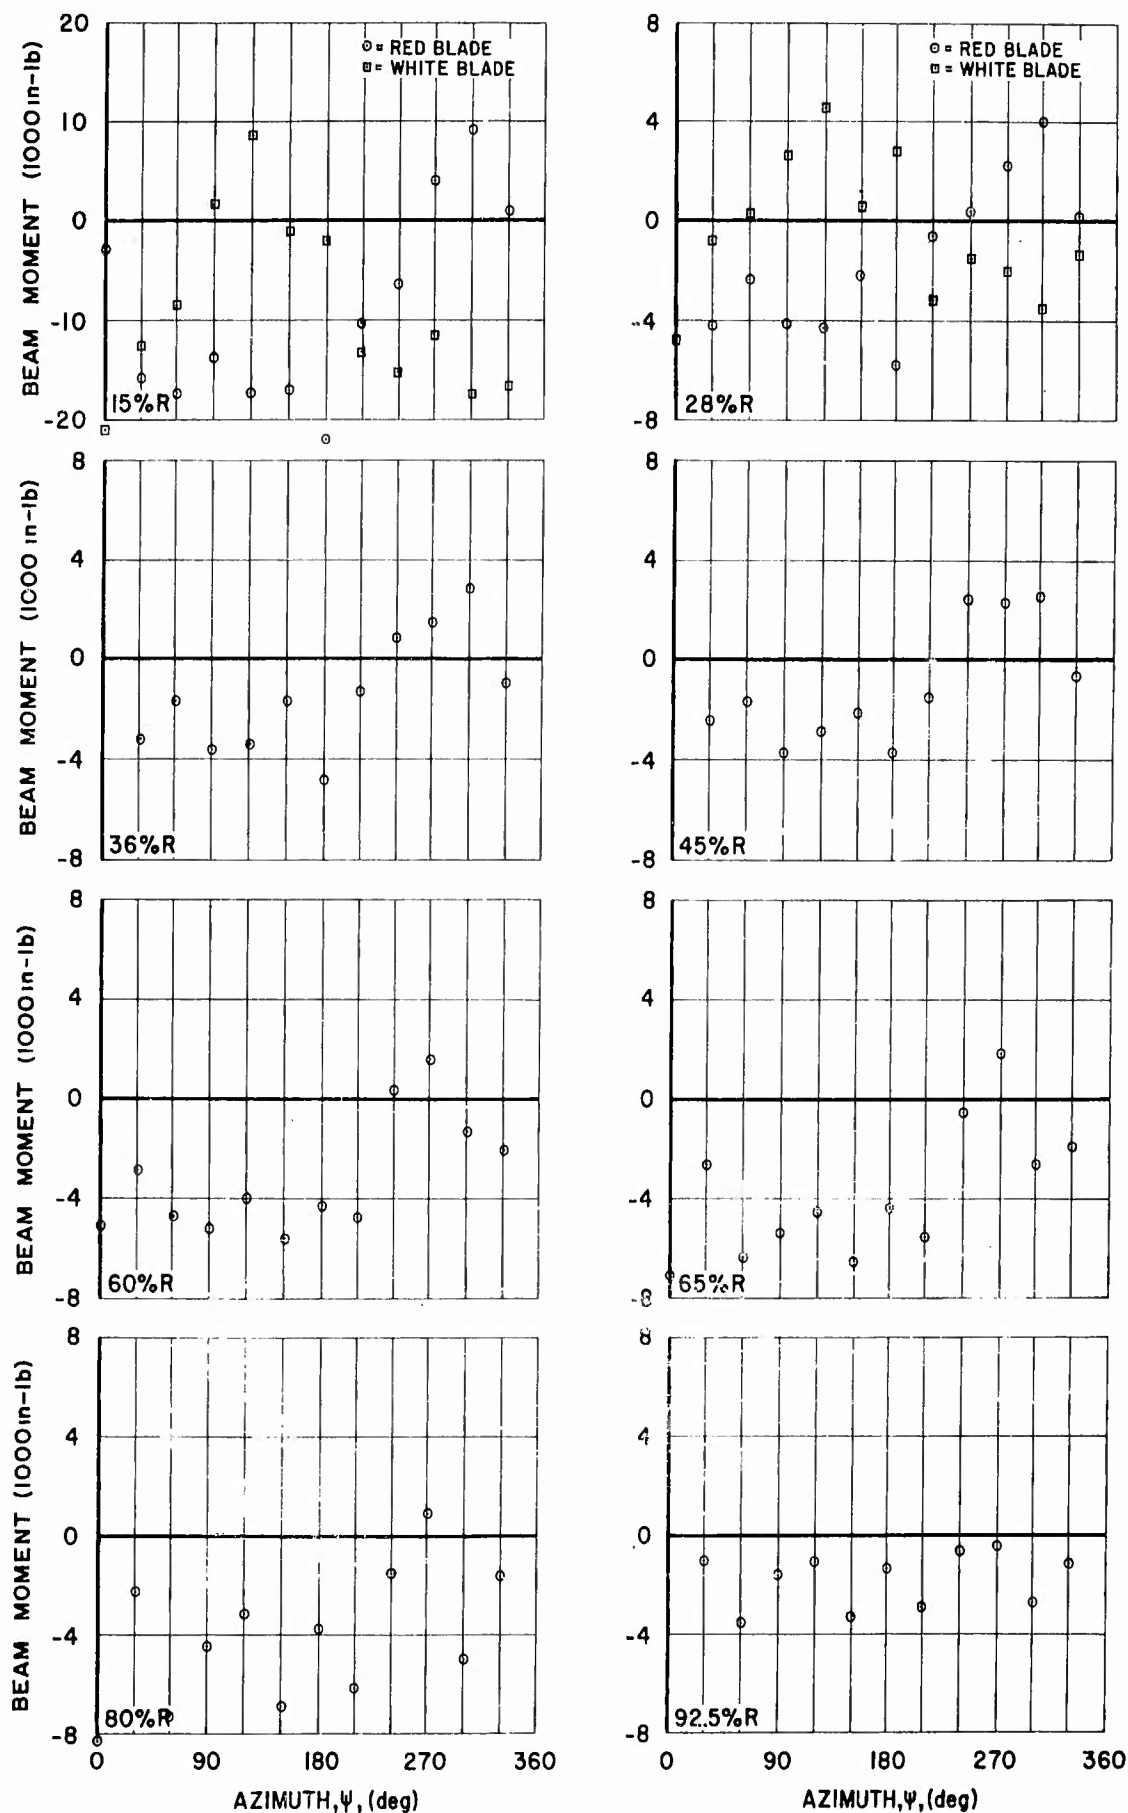 BEAM MOMENT (1000 in-lb)
20
10
0
-10
-20
⊙ = RED BLADE
⊡ = WHITE BLADE
15%R
8
4
0
-4
-8
⊙ = RED BLADE
⊡ = WHITE BLADE
28%R
BEAM MOMENT (1000 in-lb)
8
4
0
-4
-8
36%R
8
4
0
-4
-8
45%R
BEAM MOMENT (1000 in-lb)
8
4
0
-4
-8
60%R
8
4
0
-4
-8
65%R
BEAM MOMENT (1000 in-lb)
8
4
0
-4
-8
80%R
0 90 180 270 360
AZIMUTH, ψ, (deg)
8
4
0
-4
-8
92.5%R
0 90 180 270 360
AZIMUTH, ψ, (deg)